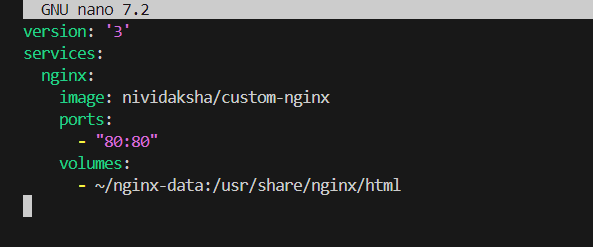 GNU nano 7.2
version: '3'
services:
  nginx:
    image: nividaksha/custom-nginx
    ports:
      - "80:80"
    volumes:
      - ~/nginx-data:/usr/share/nginx/html